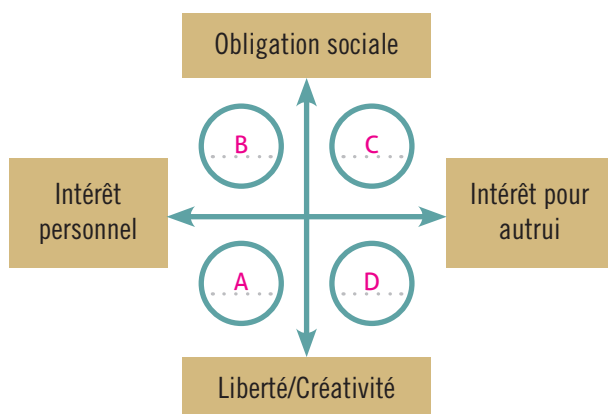 Obligation sociale
B
C
Intérêt
personnel
Intérêt pour
autrui
A
D
Liberté/Créativité